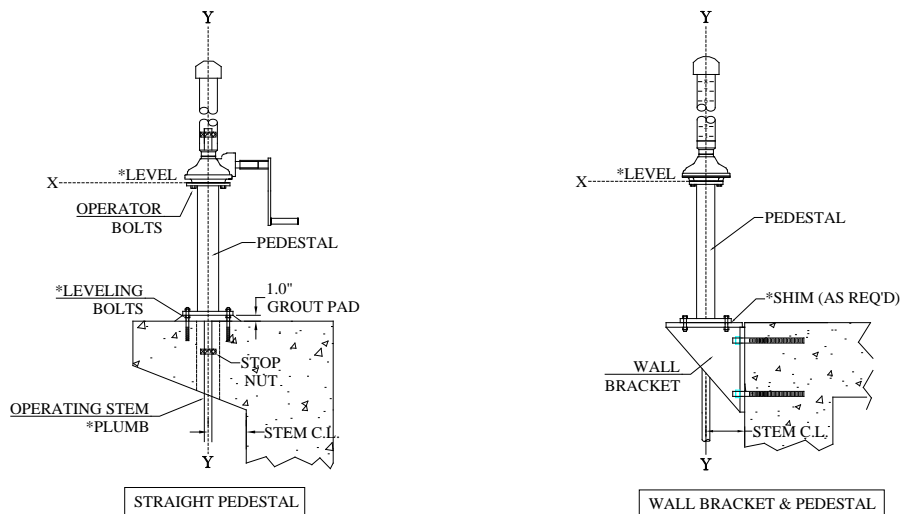 Y
*LEVEL
X
OPERATOR
BOLTS
PEDESTAL
*LEVELING
BOLTS
1.0"
GROUT PAD
STOP
NUT
OPERATING STEM
*PLUMB
STEM C.L.
Y
STRAIGHT PEDESTAL
Y
*LEVEL
X
PEDESTAL
*SHIM (AS REQ'D)
WALL
BRACKET
STEM C.L.
Y
WALL BRACKET & PEDESTAL